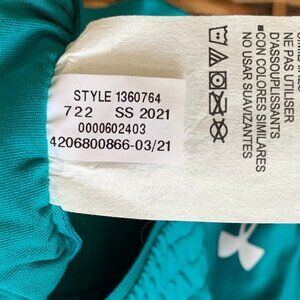 STYLE 1360764
722 SS 2021
0000602403
4206800866-03/21
NE PAS UTILISER
D'ASSOUPLISSANTS
•CON COLORES SIMILARES
NO USAR SUAVIZANTES